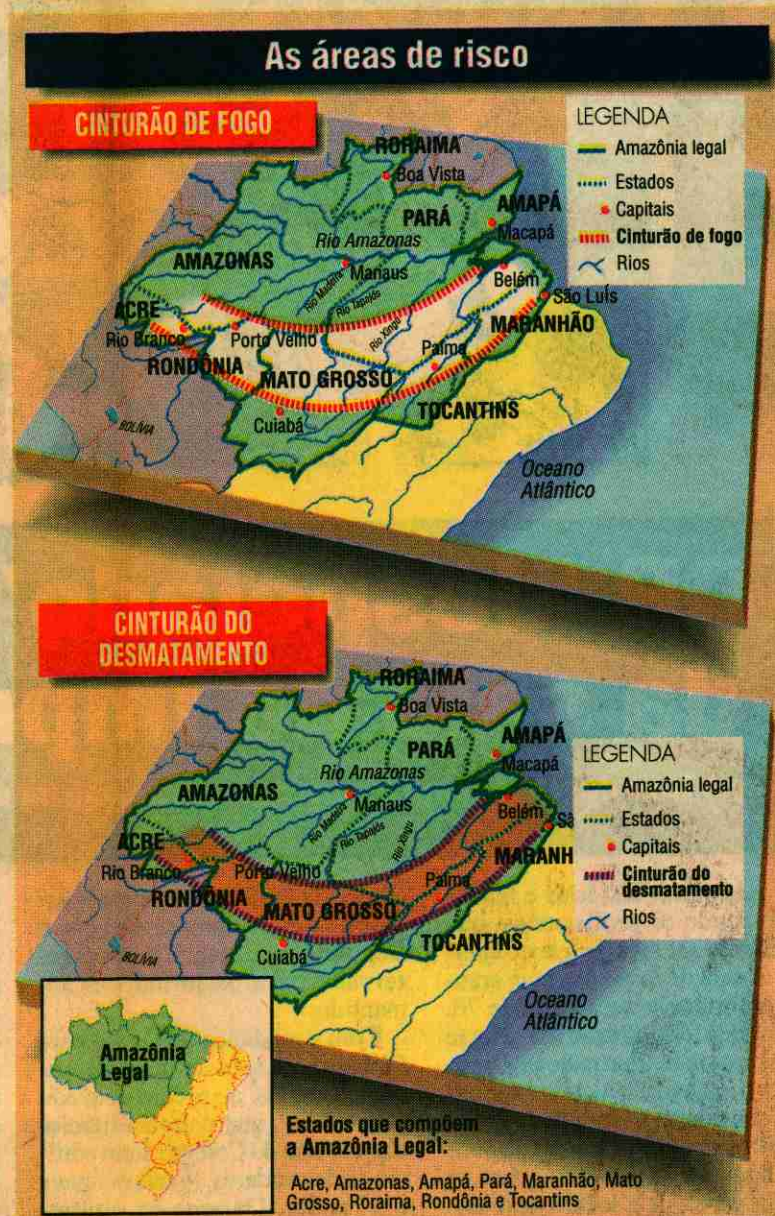 As áreas de risco
CINTURÃO DE FOGO
LEGENDA
Amazônia legal
Estados
Capitais
Cinturão de fogo
Rios
RORAIMA
Boa Vista
PARÁ
AMAPÁ
Macapá
Rio Amazonas
AMAZONAS
Manaus
Rio Madeira
Rio Tapajós
Rio Xingu
Belém
São Luís
ACRE
Rio Branco
Porto Velho
MARANHÃO
RONDÔNIA
MATO GROSSO
Palma
TOCANTINS
Cuiabá
BOLÍVIA
Oceano
Atlântico
CINTURÃO DO
DESMATAMENTO
LEGENDA
Amazônia legal
Estados
Capitais
Cinturão do
desmatamento
Rios
RORAIMA
Boa Vista
PARÁ
AMAPÁ
Macapá
Rio Amazonas
AMAZONAS
Manaus
Rio Madeira
Rio Tapajós
Rio Xingu
Belém
Sã
ACRE
Rio Branco
Porto Velho
MARANH
RONDÔNIA
MATO GROSSO
Palma
TOCANTINS
Cuiabá
BOLÍVIA
Oceano
Atlântico
Amazônia
Legal
Estados que compõem
a Amazônia Legal:
Acre, Amazonas, Amapá, Pará, Maranhão, Mato
Grosso, Roraima, Rondônia e Tocantins